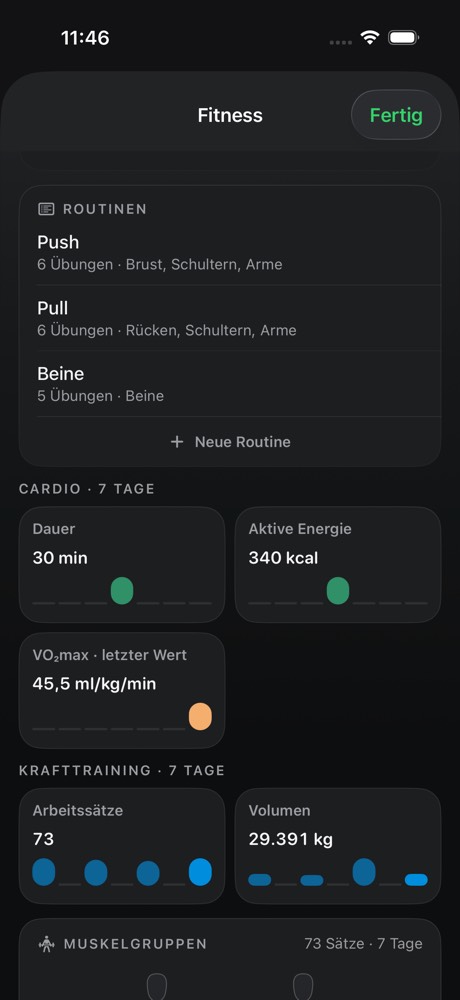 11:46
Fitness
Fertig
ROUTINEN
Push
6 Übungen · Brust, Schultern, Arme
Pull
6 Übungen · Rücken, Schultern, Arme
Beine
5 Übungen · Beine
+ Neue Routine
CARDIO · 7 TAGE
Dauer
30 min
Aktive Energie
340 kcal
VO₂max · letzter Wert
45,5 ml/kg/min
KRAFTTRAINING · 7 TAGE
Arbeitssätze
73
Volumen
29.391 kg
MUSKELGRUPPEN
73 Sätze · 7 Tage